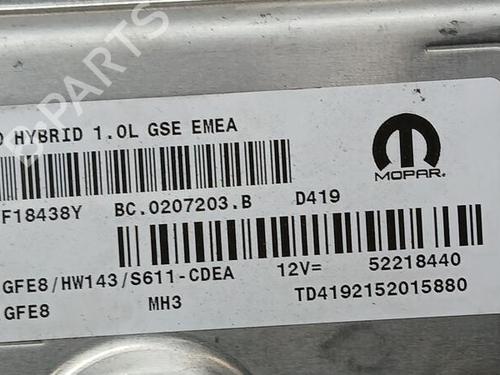 HYBRID 1.0L GSE EMEA
MOPAR
F18438Y BC.0207203.B D419
GFE8/HW143/S611-CDEA 12V= 52218440
GFE8 MH3 TD4192152015880